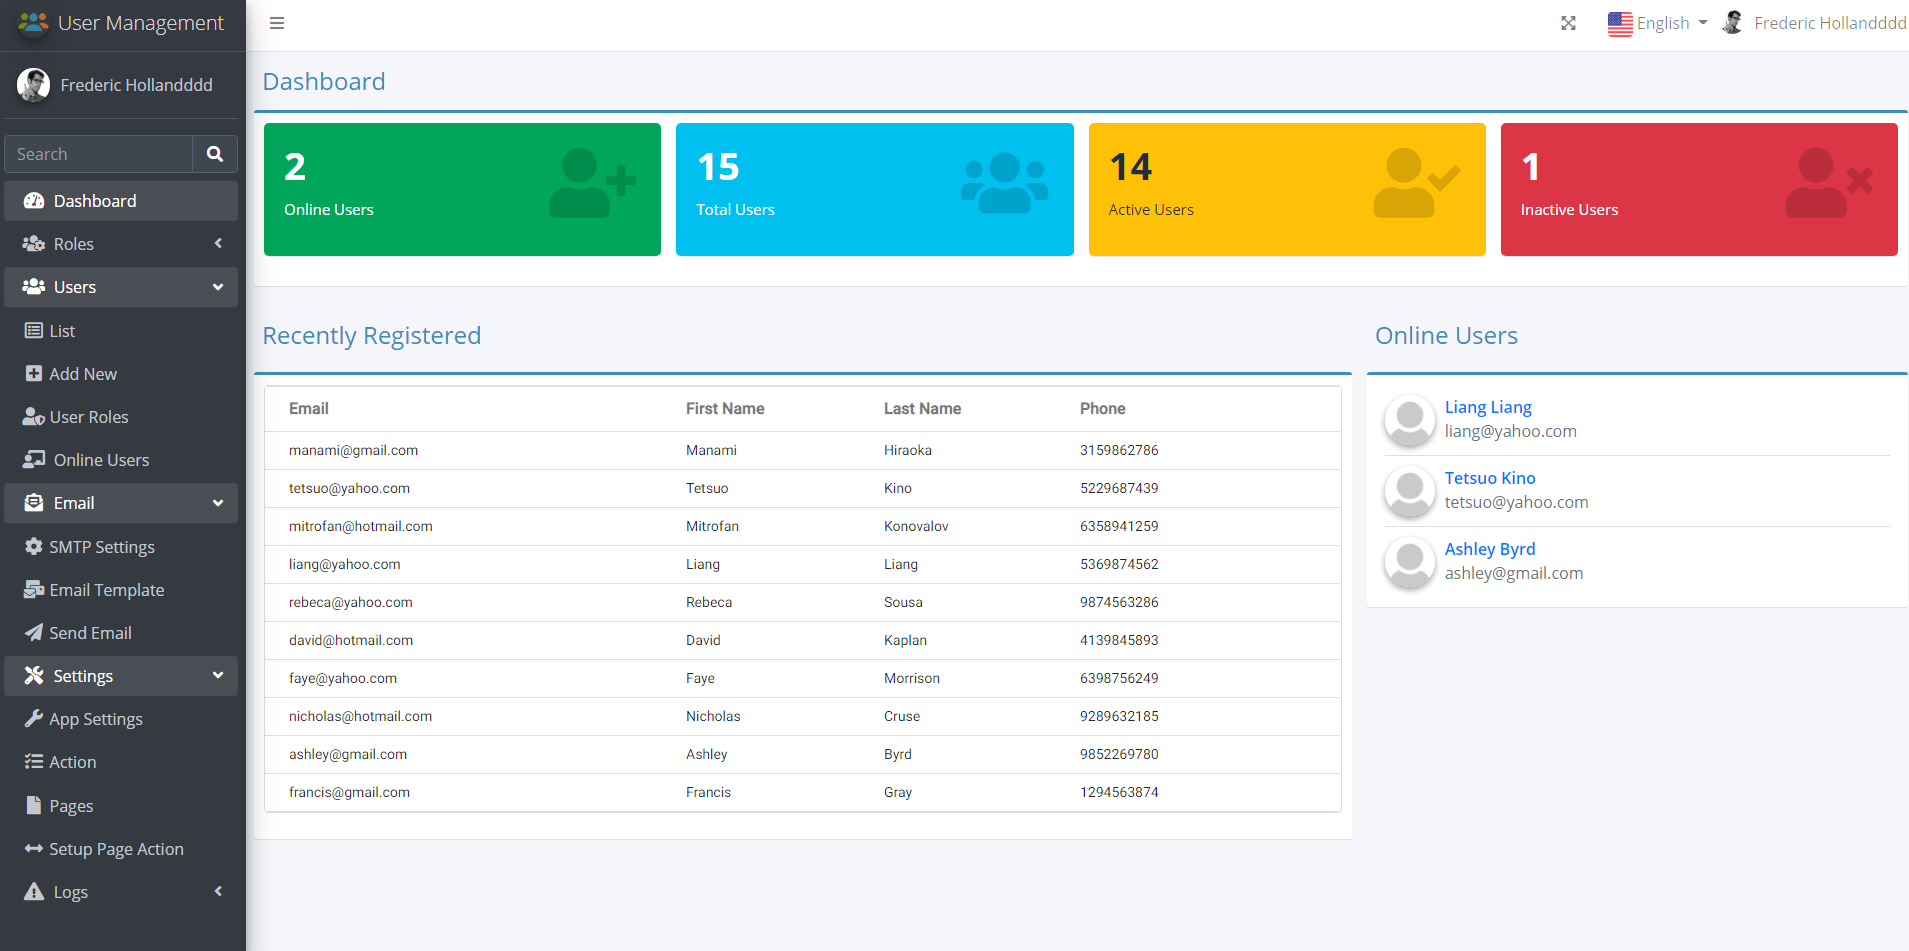 User Management
English
Frederic Hollandddd
Frederic Hollandddd
Search
Dashboard
Roles
Users
List
Add New
User Roles
Online Users
Email
SMTP Settings
Email Template
Send Email
Settings
App Settings
Action
Pages
Setup Page Action
Logs
Dashboard
2
Online Users
15
Total Users
14
Active Users
1
Inactive Users
Recently Registered
Email First Name Last Name Phone
manami@gmail.com Manami Hiraoka 3159862786
tetsuo@yahoo.com Tetsuo Kino 5229687439
mitrofan@hotmail.com Mitrofan Konovalov 6358941259
liang@yahoo.com Liang Liang 5369874562
rebeca@yahoo.com Rebeca Sousa 9874563286
david@hotmail.com David Kaplan 4139845893
faye@yahoo.com Faye Morrison 6398756249
nicholas@hotmail.com Nicholas Cruse 9289632185
ashley@gmail.com Ashley Byrd 9852269780
francis@gmail.com Francis Gray 1294563874
Online Users
Liang Liang
liang@yahoo.com
Tetsuo Kino
tetsuo@yahoo.com
Ashley Byrd
ashley@gmail.com